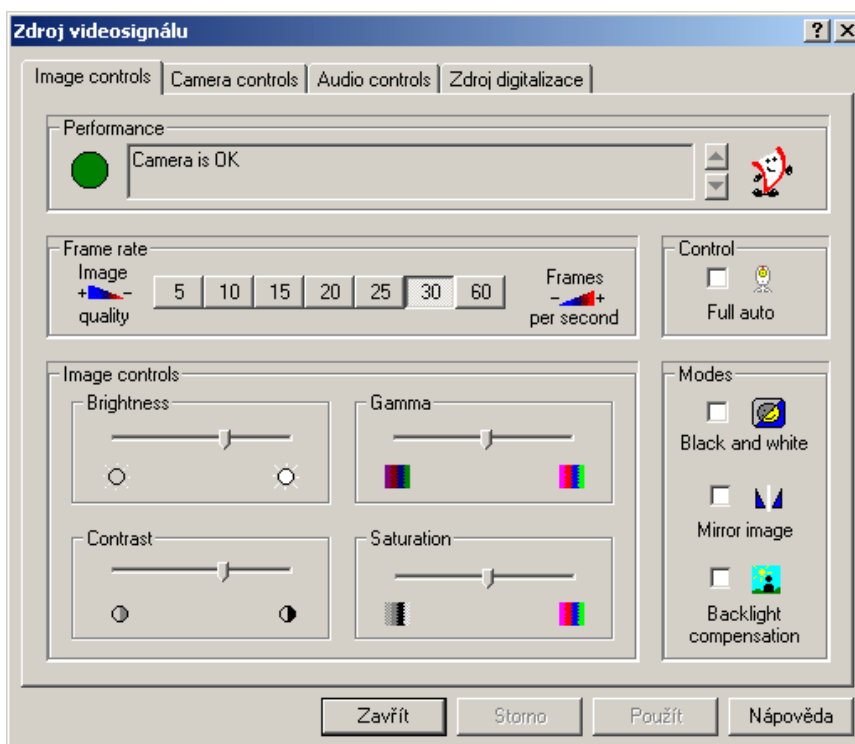 Zdroj videosignálu
Image controls
Camera controls
Audio controls
Zdroj digitalizace
Performance
Camera is OK
Frame rate
Image
+ −
quality
5 10 15 20 25 30 60
Frames
− +
per second
Control
Full auto
Image controls
Brightness
Gamma
Contrast
Saturation
Modes
Black and white
Mirror image
Backlight
compensation
Zavřít
Storno
Použít
Nápověda